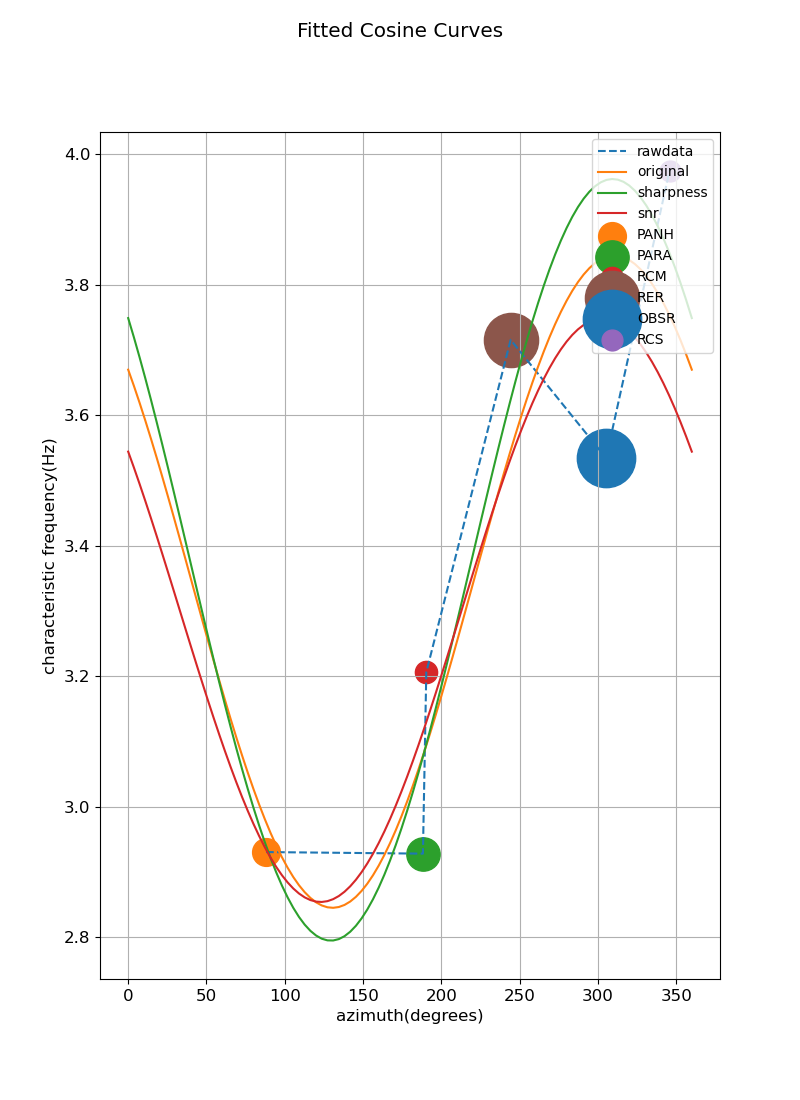 Fitted Cosine Curves
4.0
3.8
3.6
3.4
3.2
3.0
2.8
characteristic frequency(Hz)
rawdata
original
sharpness
snr
PANH
PARA
RCM
RER
OBSR
RCS
0 50 100 150 200 250 300 350
azimuth(degrees)